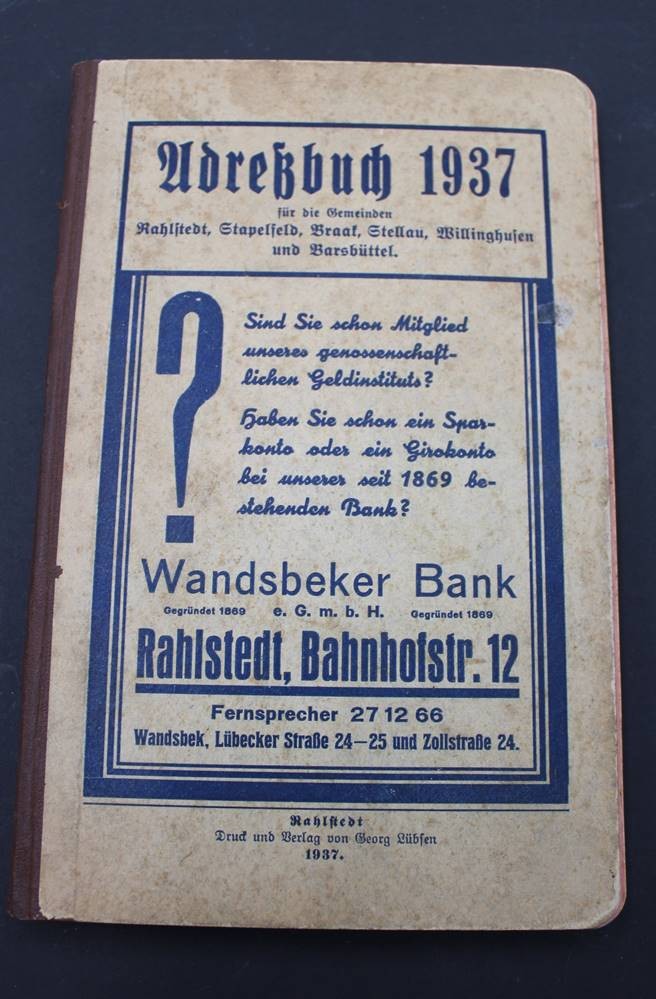 Adreßbuch 1937
für die Gemeinden
Rahlstedt, Stapelfeld, Braak, Stellau, Willinghusen
und Barsbüttel.
?
Sind Sie schon Mitglied
unseres genossenschaft-
lichen Geldinstituts?
Haben Sie schon ein Spar-
konto oder ein Girokonto
bei unserer seit 1869 be-
stehenden Bank?
Wandsbeker Bank
Gegründet 1869 e. G. m. b. H. Gegründet 1869
Rahlstedt, Bahnhofstr. 12
Fernsprecher 27 12 66
Wandsbek, Lübecker Straße 24—25 und Zollstraße 24.
Rahlstedt
Druck und Verlag von Georg Lübsen
1937.